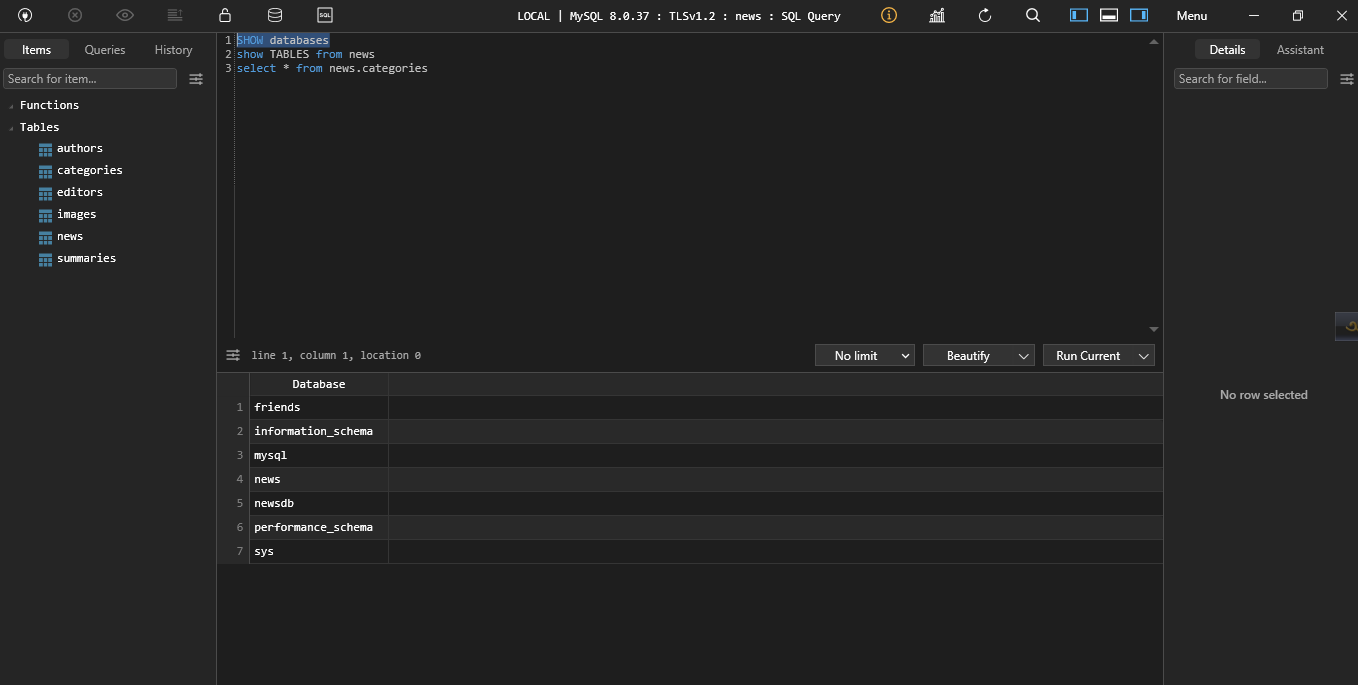 SQL
LOCAL | MySQL 8.0.37 : TLSv1.2 : news : SQL Query
Menu
Items Queries History
Search for item...
Functions
Tables
authors
categories
editors
images
news
summaries
1 SHOW databases
2 show TABLES from news
3 select * from news.categories
line 1, column 1, location 0
No limit Beautify Run Current
Database
1 friends
2 information_schema
3 mysql
4 news
5 newsdb
6 performance_schema
7 sys
Details Assistant
Search for field...
No row selected